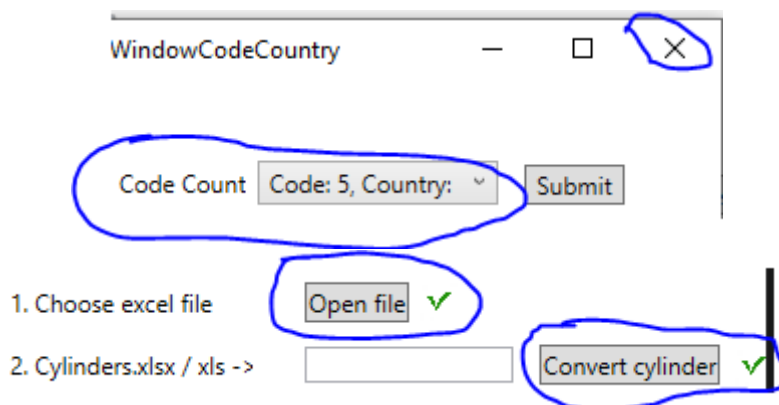 WindowCodeCountry
Code Count Code: 5, Country: Submit
1. Choose excel file Open file
2. Cylinders.xlsx / xls -> Convert cylinder